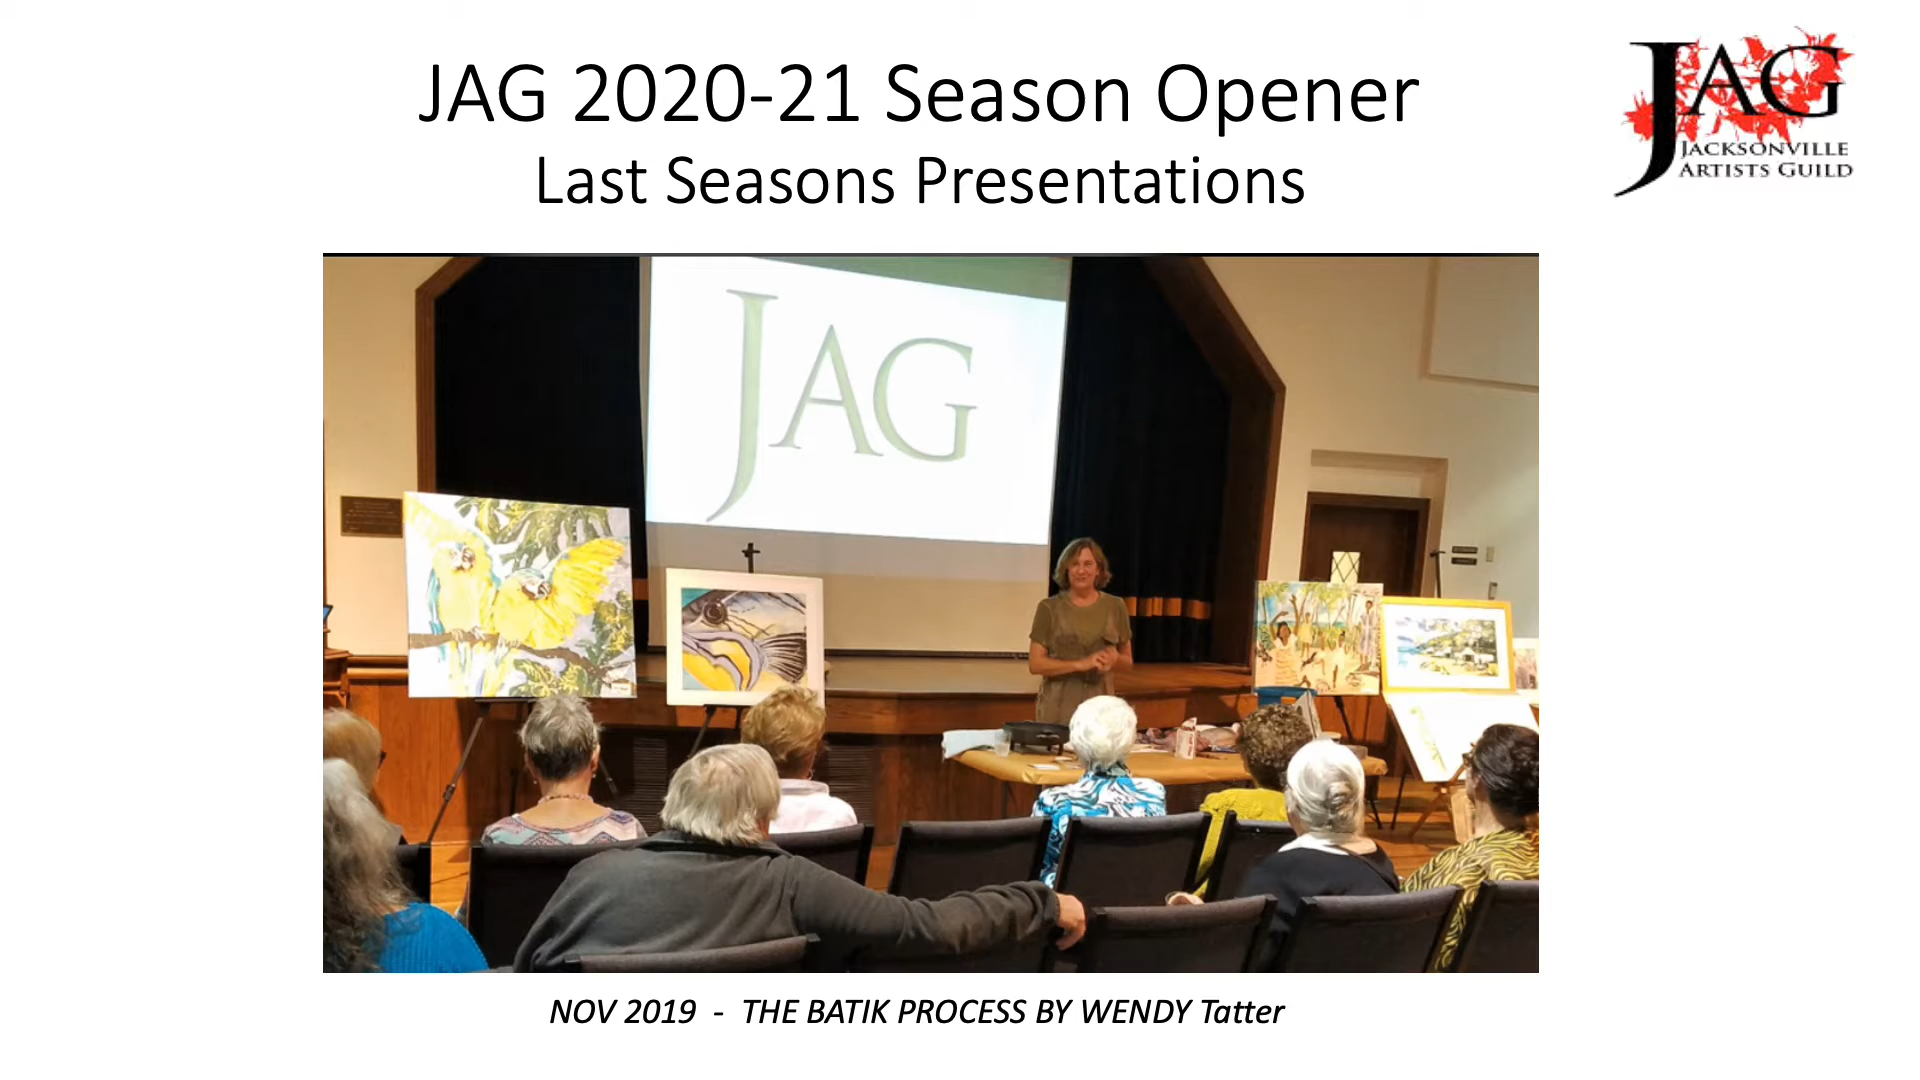 JAG 2020-21 Season Opener
Last Seasons Presentations
JAG
JACKSONVILLE
ARTISTS GUILD
JAG
NOV 2019 - THE BATIK PROCESS BY WENDY Tatter